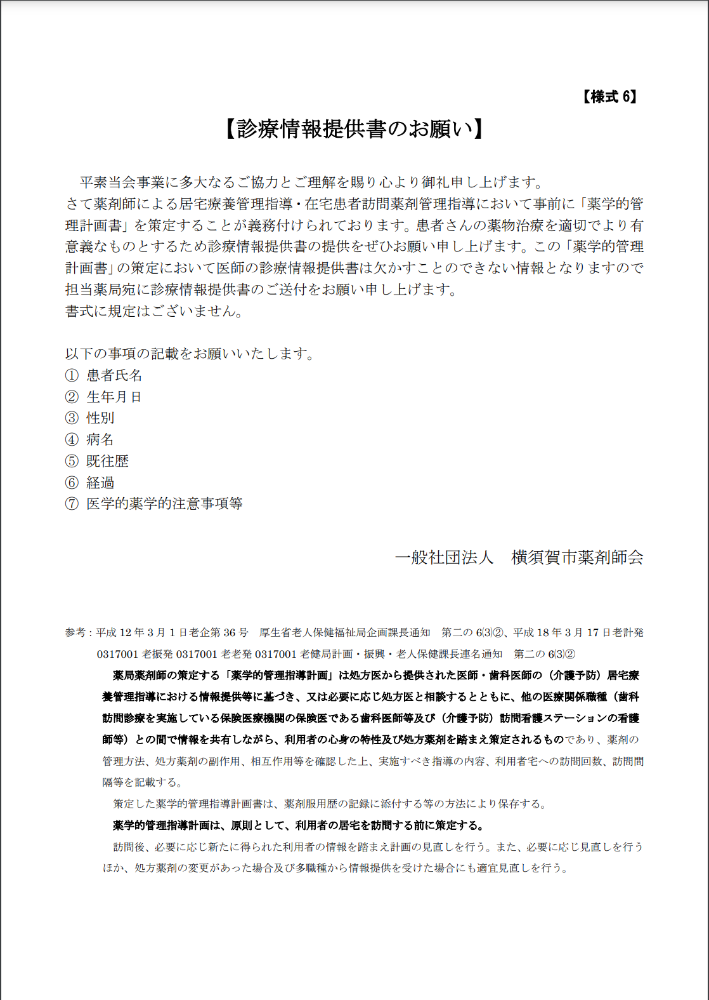 【様式 6】
【診療情報提供書のお願い】
平素当会事業に多大なるご協力とご理解を賜り心より御礼申し上げます。
さて薬剤師による居宅療養管理指導・在宅患者訪問薬剤管理指導において事前に「薬学的管
理計画書」を策定することが義務付けられております。患者さんの薬物治療を適切でより有
意義なものとするため診療情報提供書の提供をぜひお願い申し上げます。この「薬学的管理
計画書」の策定において医師の診療情報提供書は欠かすことのできない情報となりますので
担当薬局宛に診療情報提供書のご送付をお願い申し上げます。
書式に規定はございません。
以下の事項の記載をお願いいたします。
① 患者氏名
② 生年月日
③ 性別
④ 病名
⑤ 既往歴
⑥ 経過
⑦ 医学的薬学的注意事項等
一般社団法人　横須賀市薬剤師会
参考：平成 12 年 3 月 1 日老企第 36 号　厚生省老人保健福祉局企画課長通知　第二の 6⑶②、平成 18 年 3 月 17 日老計発
0317001 老振発 0317001 老老発 0317001 老健局計画・振興・老人保健課長連名通知　第二の 6⑶②
薬局薬剤師の策定する「薬学的管理指導計画」は処方医から提供された医師・歯科医師の（介護予防）居宅療
養管理指導における情報提供等に基づき、又は必要に応じ処方医と相談するとともに、他の医療関係職種（歯科
訪問診療を実施している保険医療機関の保険医である歯科医師等及び（介護予防）訪問看護ステーションの看護
師等）との間で情報を共有しながら、利用者の心身の特性及び処方薬剤を踏まえ策定されるものであり、薬剤の
管理方法、処方薬剤の副作用、相互作用等を確認した上、実施すべき指導の内容、利用者宅への訪問回数、訪問間
隔等を記載する。
策定した薬学的管理指導計画書は、薬剤服用歴の記録に添付する等の方法により保存する。
薬学的管理指導計画は、原則として、利用者の居宅を訪問する前に策定する。
訪問後、必要に応じ新たに得られた利用者の情報を踏まえ計画の見直しを行う。また、必要に応じ見直しを行う
ほか、処方薬剤の変更があった場合及び多職種から情報提供を受けた場合にも適宜見直しを行う。